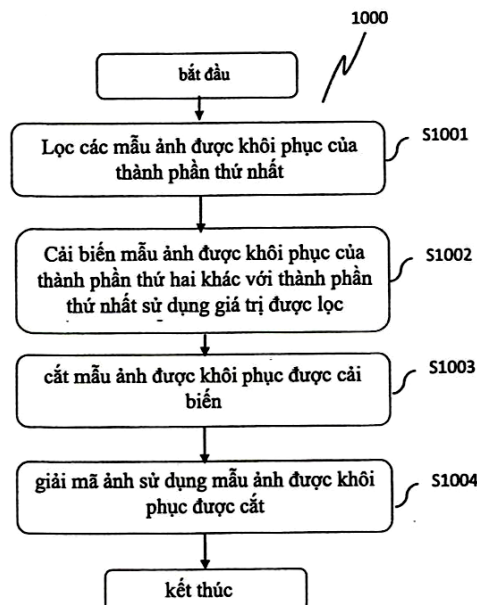 1000
bắt đầu
Lọc các mẫu ảnh được khôi phục của
thành phần thứ nhất
S1001
Cải biến mẫu ảnh được khôi phục của
thành phần thứ hai khác với thành phần
thứ nhất sử dụng giá trị được lọc
S1002
cắt mẫu ảnh được khôi phục được cải
biến
S1003
giải mã ảnh sử dụng mẫu ảnh được khôi
phục được cắt
S1004
kết thúc